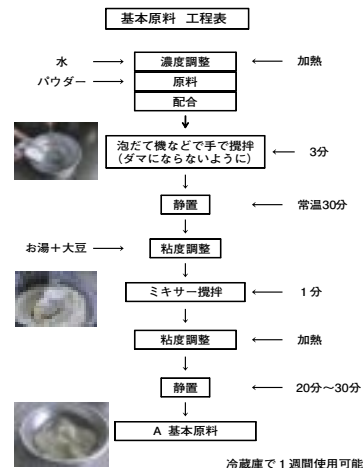 基本原料 工程表
水 濃度調整 加熱
パウダー 原料
配合
泡だて機などで手で攪拌 3分
(ダマにならないように)
静置 常温30分
お湯＋大豆 粘度調整
ミキサー攪拌 1分
粘度調整 加熱
静置 20分～30分
A 基本原料
冷蔵庫で1週間使用可能